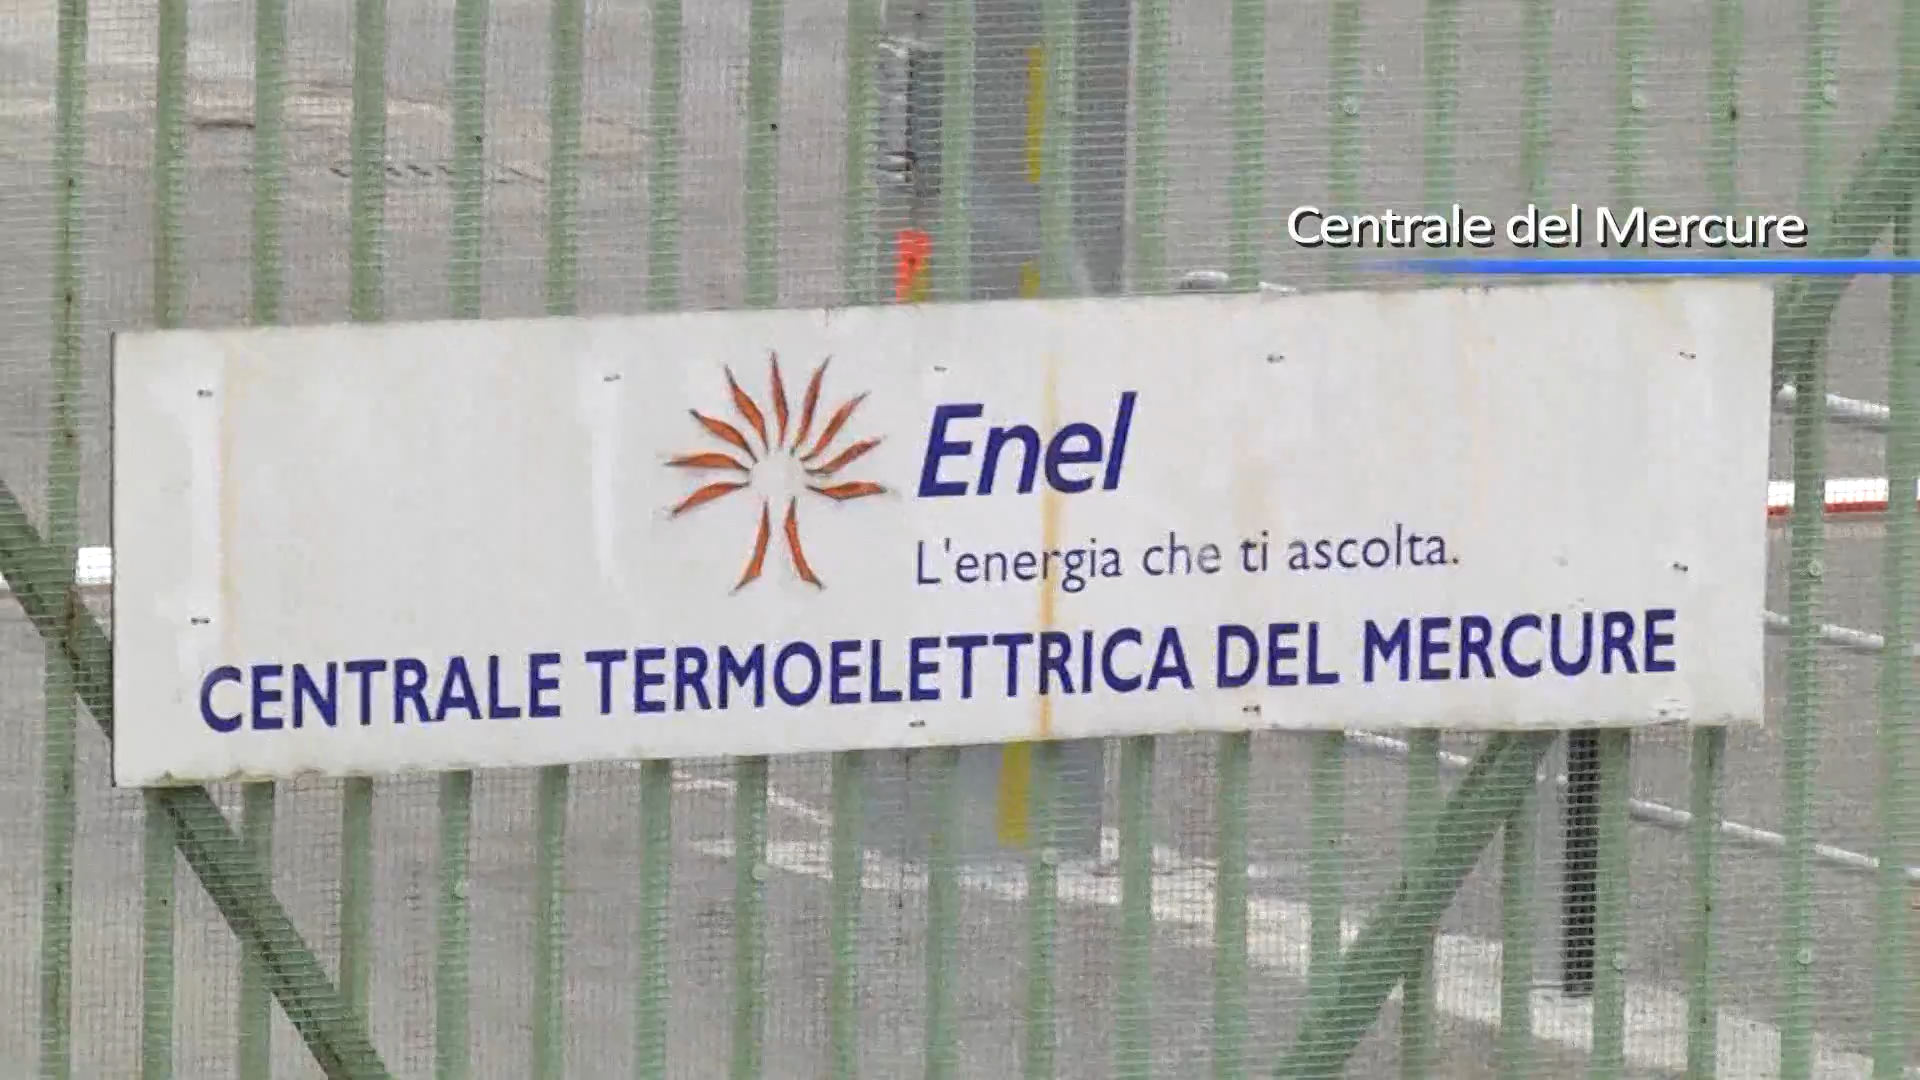 Centrale del Mercure
Enel
L'energia che ti ascolta.
CENTRALE TERMOELETTRICA DEL MERCURE